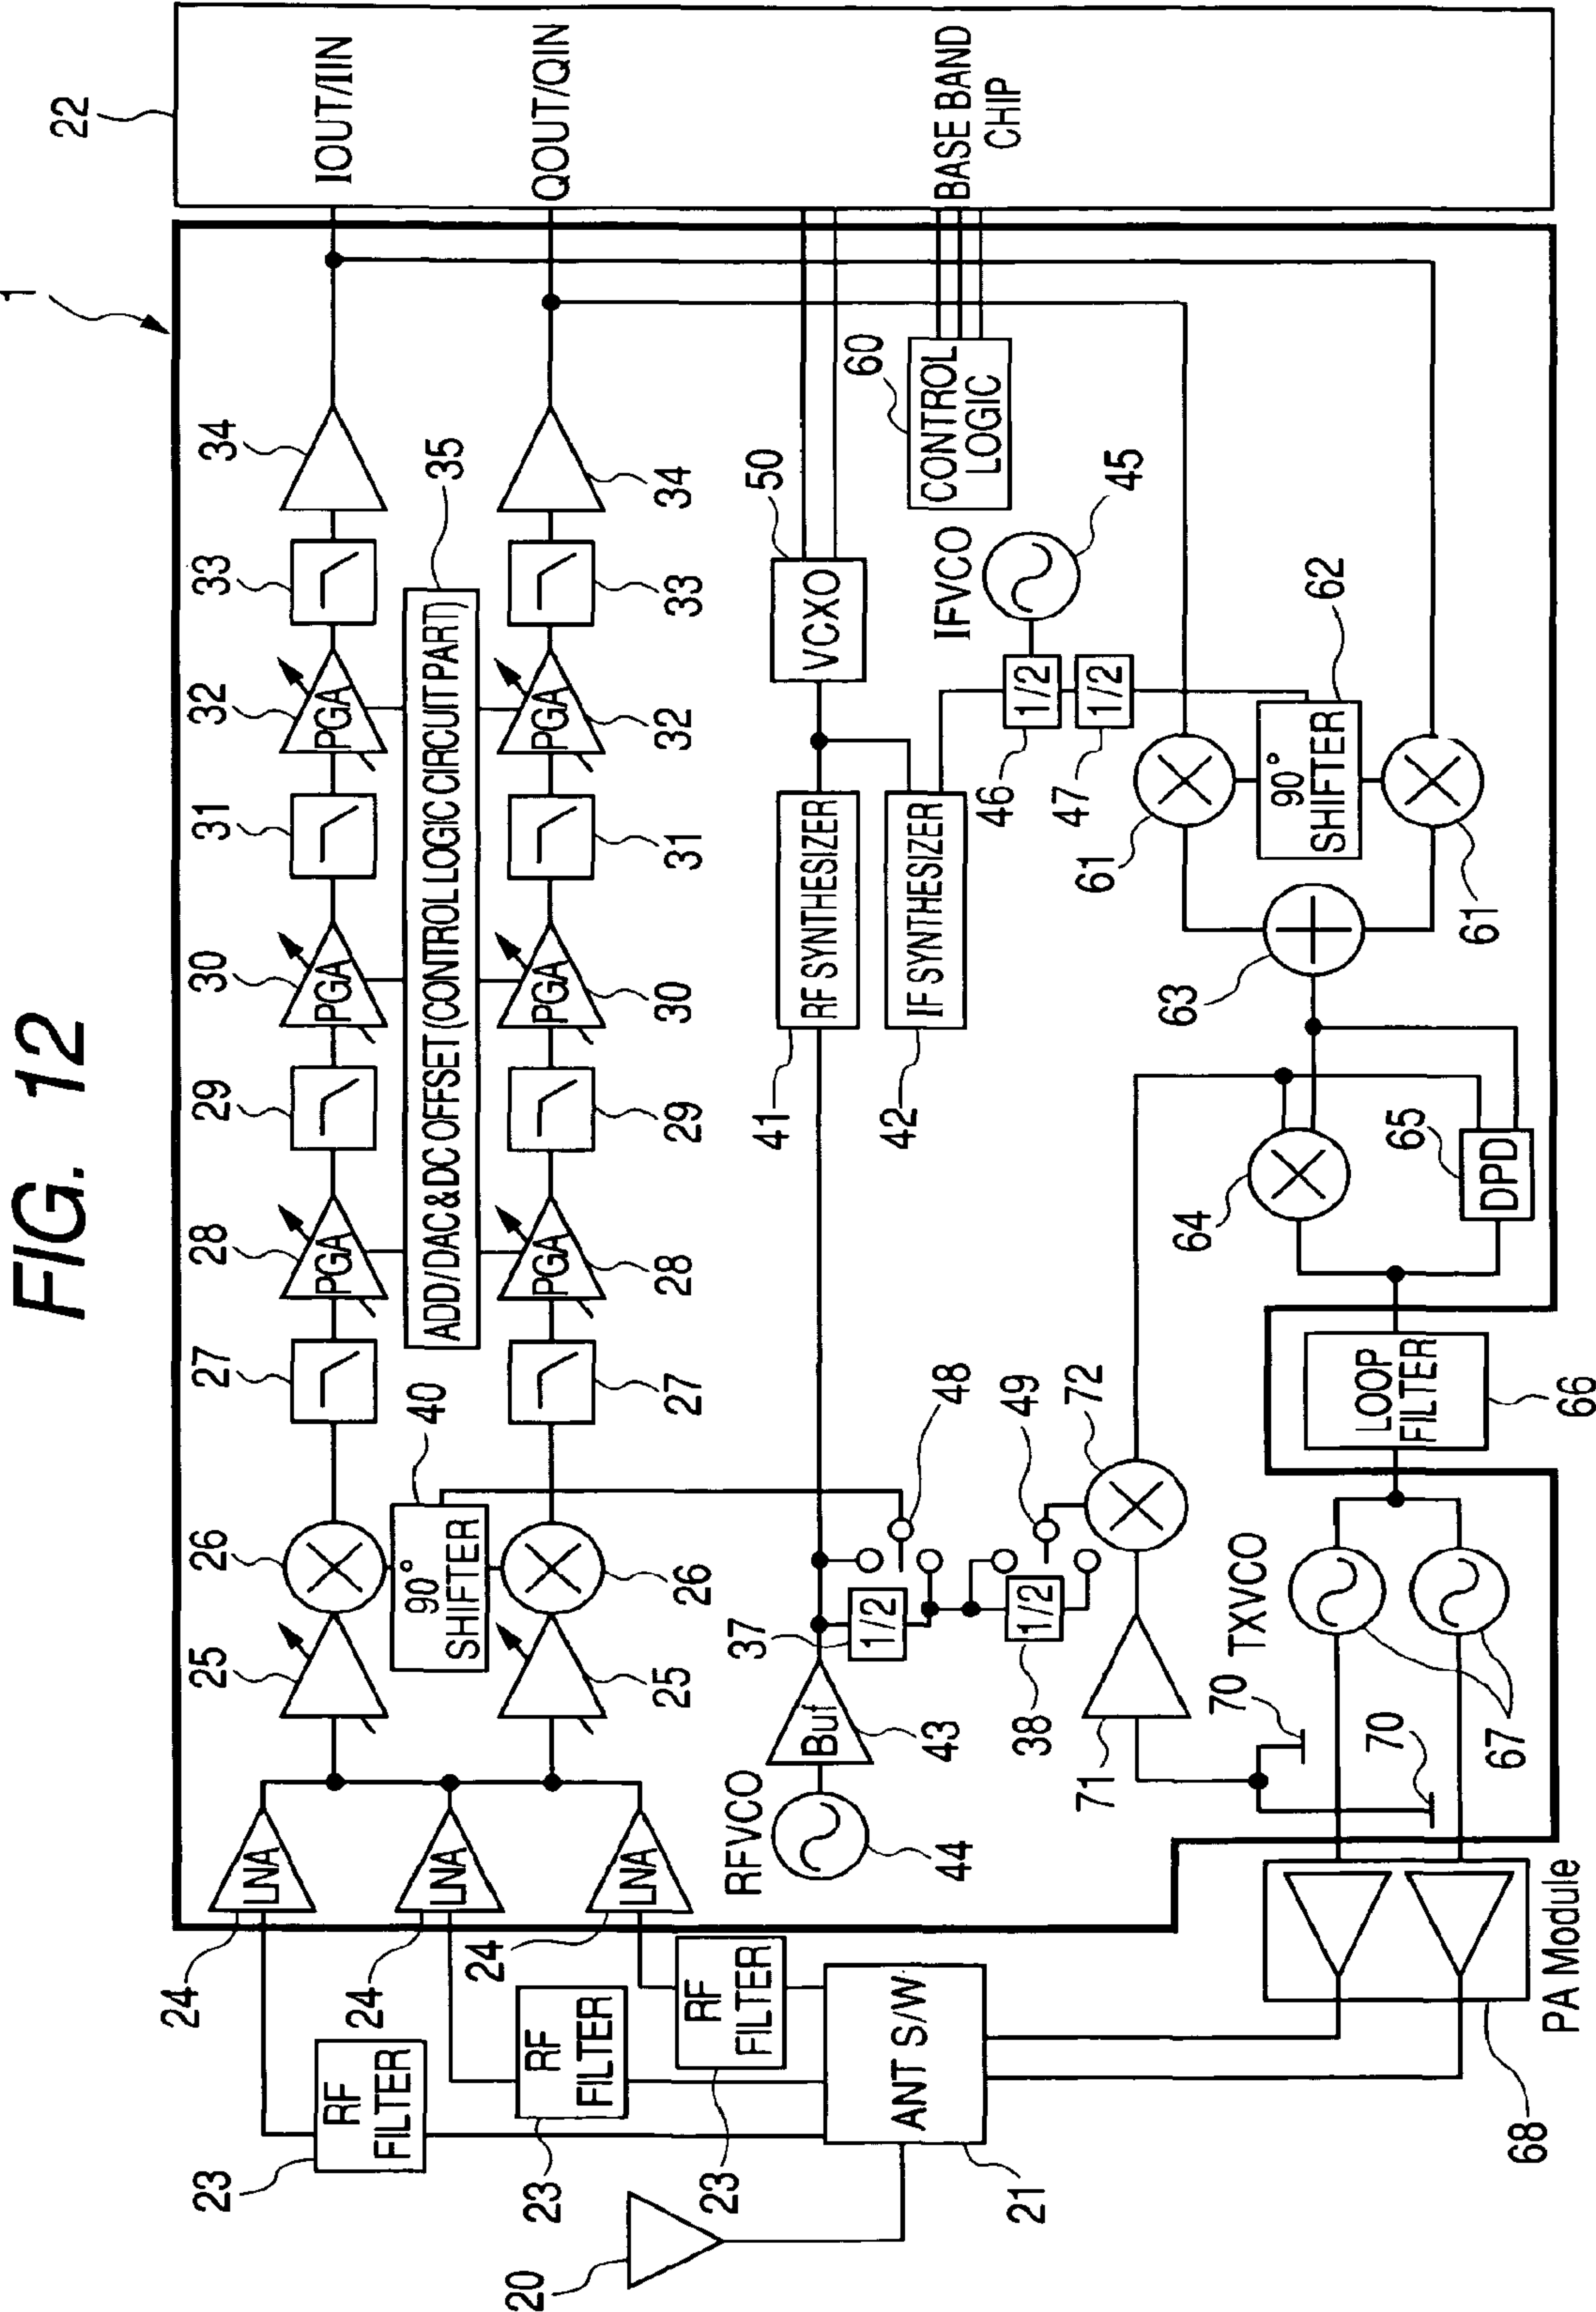 FIG. 12
1
22
24
LNA
25
26
27
28
PGA
29
30
PGA
31
32
PGA
33
34
IOUT/IIN
23
RF
FILTER
24
LNA
90°
SHIFTER
40
ADD/DAC & DC OFFSET (CONTROL LOGIC CIRCUIT PART)
35
23
RF
FILTER
24
LNA
25
26
27
PGA
28
29
PGA
30
31
PGA
32
33
34
QOUT/QIN
23
RF
FILTER
20
ANT S/W
21
RFVCO
44
Buf
43
37
1/2
48
41
RF SYNTHESIZER
VCXO
50
42
IF SYNTHESIZER
60
CONTROL
LOGIC
BASE BAND
CHIP
38
1/2
49
72
46
1/2
47
1/2
IFVCO
45
71
70
70
61
90°
SHIFTER
62
61
63
64
65
DPD
TXVCO
67
LOOP
FILTER
66
68
PA Module